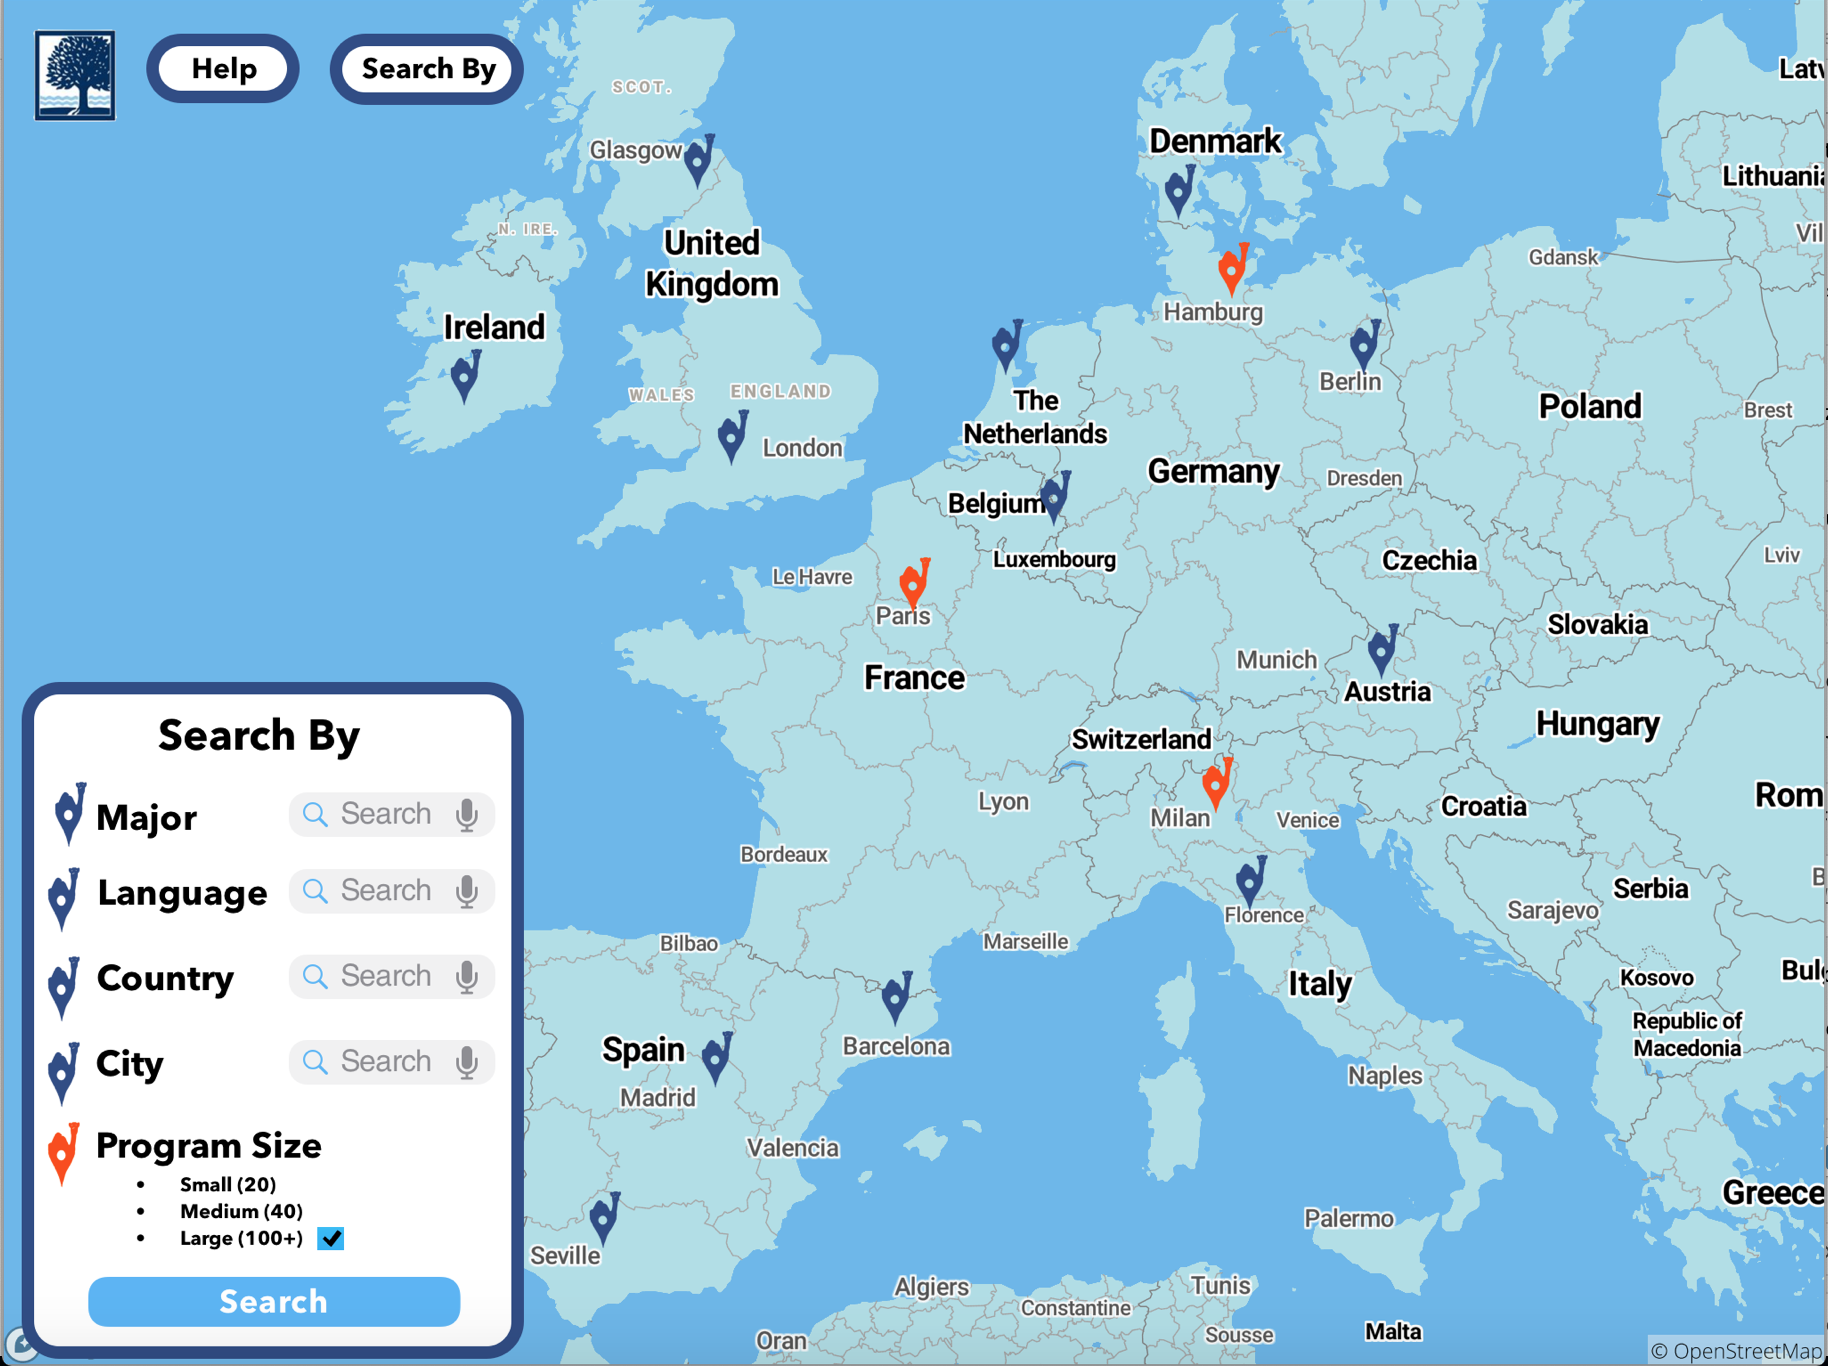 Help
Search By
SCOT.
Glasgow
Denmark
Latv
Lithuania
N. IRE.
United
Kingdom
Vil
Gdansk
Hamburg
Ireland
Berlin
WALES
ENGLAND
The
Netherlands
Poland
Brest
London
Germany
Dresden
Belgium
Luxembourg
Czechia
Lviv
Le Havre
Paris
Slovakia
France
Munich
Austria
Hungary
Switzerland
Search By
Lyon
Milan
Venice
Croatia
Rom
Major
Search
Bordeaux
Serbia
B
Language
Search
Florence
Sarajevo
Bilbao
Marseille
Italy
Kosovo
Bulg
Country
Search
Republic of
Macedonia
Spain
Barcelona
City
Search
Madrid
Naples
Program Size
Valencia
• Small (20)
• Medium (40)
• Large (100+)
Greece
Palermo
Seville
Search
Algiers
Constantine
Tunis
Oran
Sousse
Malta
© OpenStreetMap